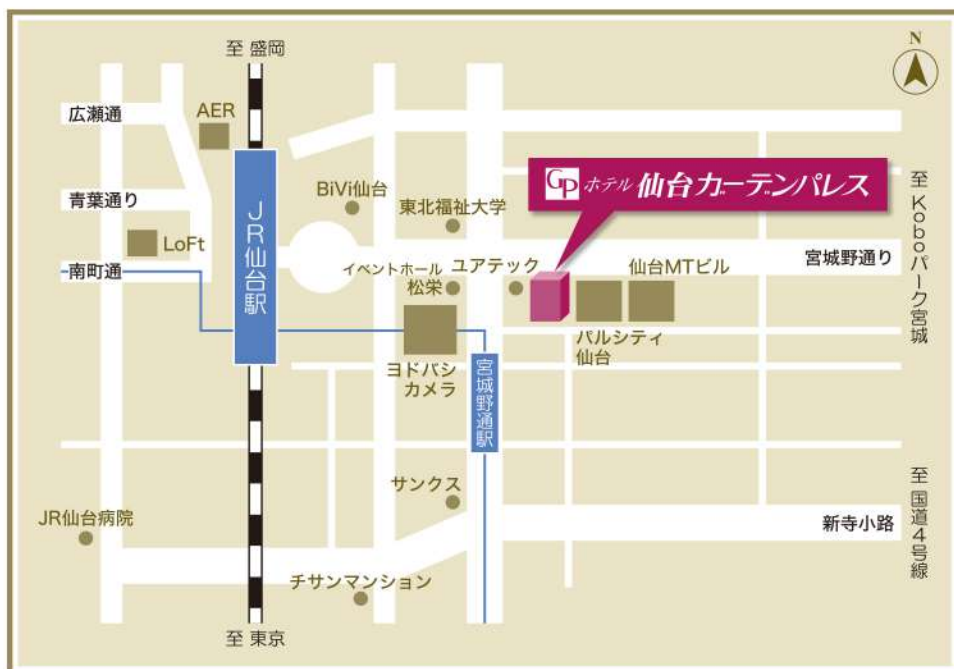 至 盛岡
N
広瀬通
AER
GP ホテル 仙台ガーデンパレス
BiVi仙台
青葉通り
東北福祉大学
JR仙台駅
LoFt
南町通
イベントホール
松栄
ユアテック
仙台MTビル
宮城野通り
至 Koboパーク宮城
パルシティ
仙台
ヨドバシ
カメラ
宮城野通駅
サンクス
JR仙台病院
新寺小路
至 国道4号線
チサンマンション
至 東京